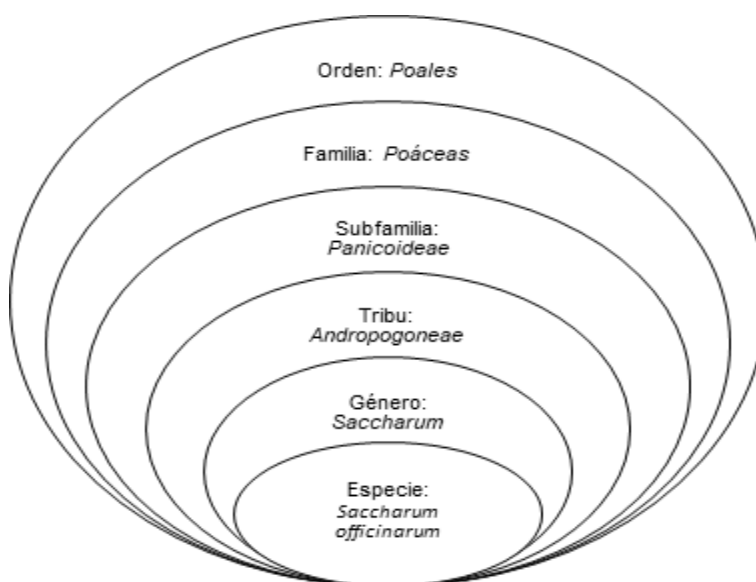 Orden: Poales
Familia: Poáceas
Subfamilia:
Panicoideae
Tribu:
Andropogoneae
Género:
Saccharum
Especie:
Saccharum
officinarum